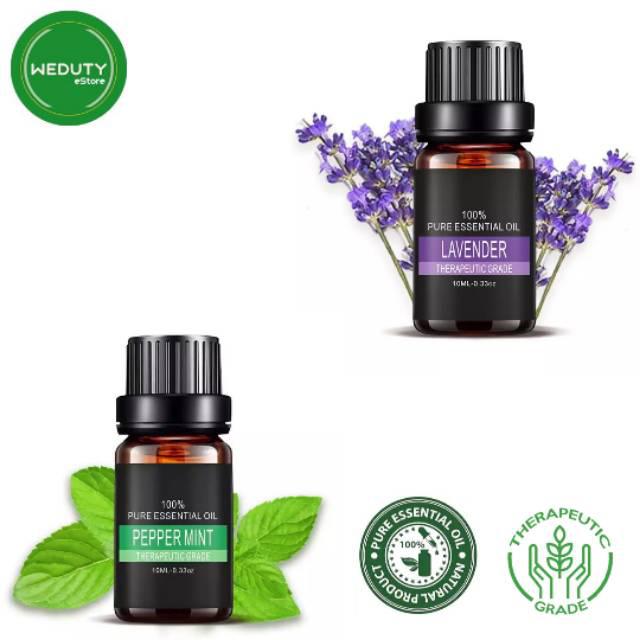 WEDUTY
eStore
100%
PURE ESSENTIAL OIL
LAVENDER
THERAPEUTIC GRADE
10ML-0.33oz
100%
PURE ESSENTIAL OIL
PEPPER MINT
THERAPEUTIC GRADE
10ML-0.33oz
PURE ESSENTIAL OIL
100%
NATURAL PRODUCT
THERAPEUTIC
GRADE